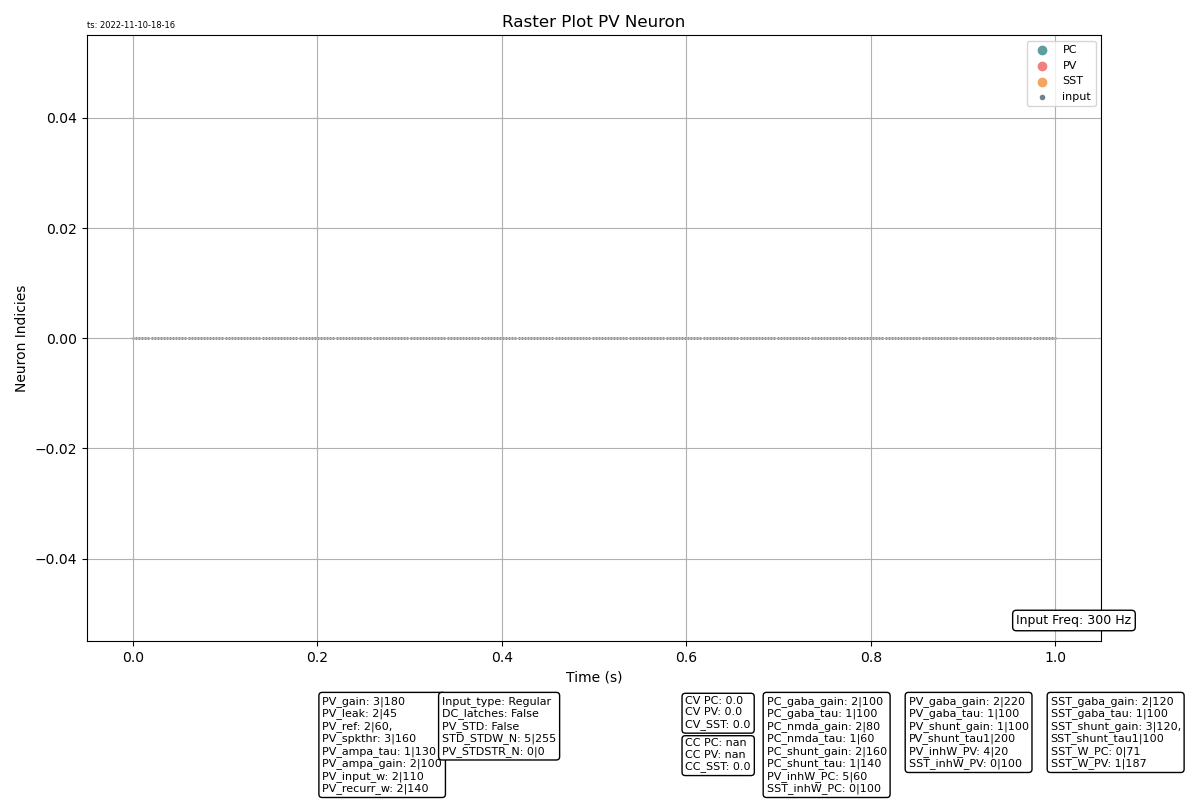 ts: 2022-11-10-18-16
Raster Plot PV Neuron
PC
PV
SST
input
0.04
0.02
0.00
−0.02
−0.04
Neuron Indicies
Input Freq: 300 Hz
0.0
0.2
0.4
0.6
0.8
1.0
Time (s)
PV_gain: 3|180
PV_leak: 2|45
PV_ref: 2|60,
PV_spkthr: 3|160
PV_ampa_tau: 1|130
PV_ampa_gain: 2|100
PV_input_w: 2|110
PV_recurr_w: 2|140
Input_type: Regular
DC_latches: False
PV_STD: False
STD_STDW_N: 5|255
PV_STDSTR_N: 0|0
CV PC: 0.0
CV PV: 0.0
CV_SST: 0.0
CC PC: nan
CC PV: nan
CC_SST: 0.0
PC_gaba_gain: 2|100
PC_gaba_tau: 1|100
PC_nmda_gain: 2|80
PC_nmda_tau: 1|60
PC_shunt_gain: 2|160
PC_shunt_tau: 1|140
PV_inhW_PC: 5|60
SST_inhW_PC: 0|100
PV_gaba_gain: 2|220
PV_gaba_tau: 1|100
PV_shunt_gain: 1|100
PV_shunt_tau1|200
PV_inhW_PV: 4|20
SST_inhW_PV: 0|100
SST_gaba_gain: 2|120
SST_gaba_tau: 1|100
SST_shunt_gain: 3|120,
SST_shunt_tau1|100
SST_W_PC: 0|71
SST_W_PV: 1|187